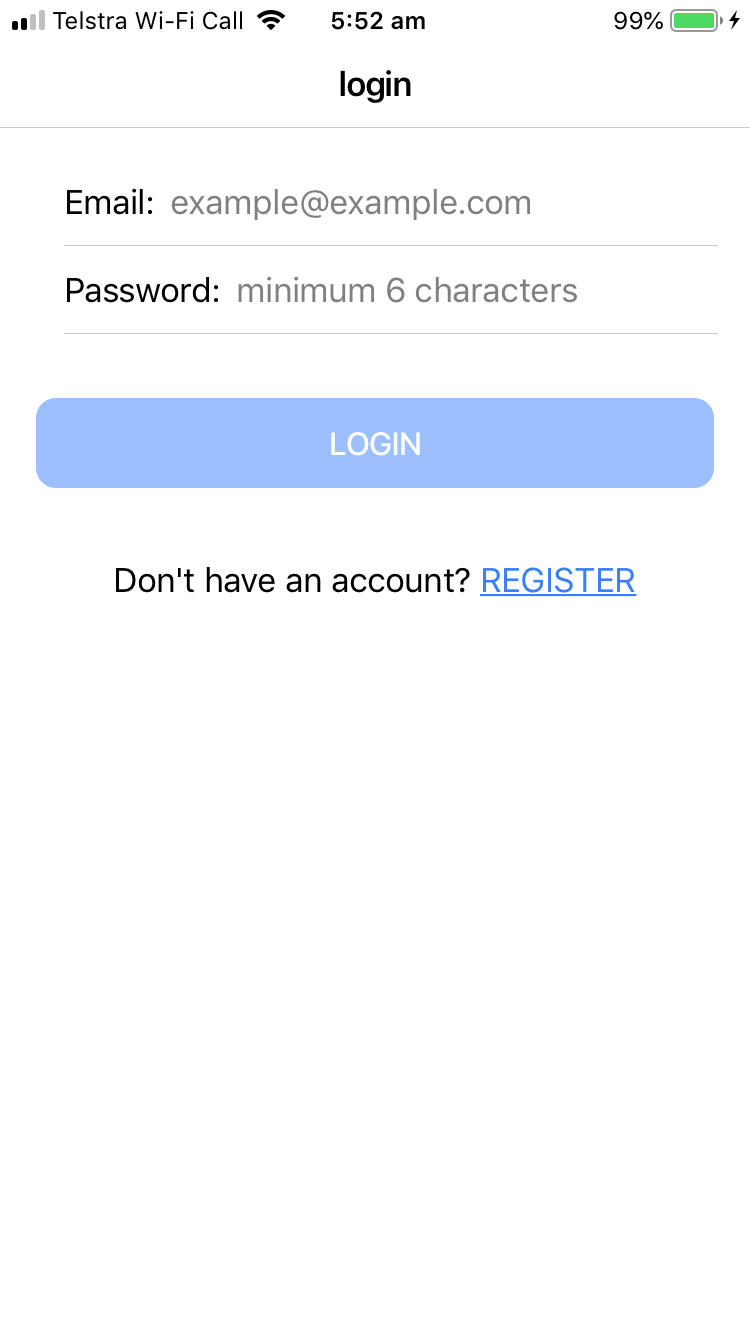 Telstra Wi-Fi Call 5:52 am 99%
login
Email: example@example.com
Password: minimum 6 characters
LOGIN
Don't have an account? REGISTER